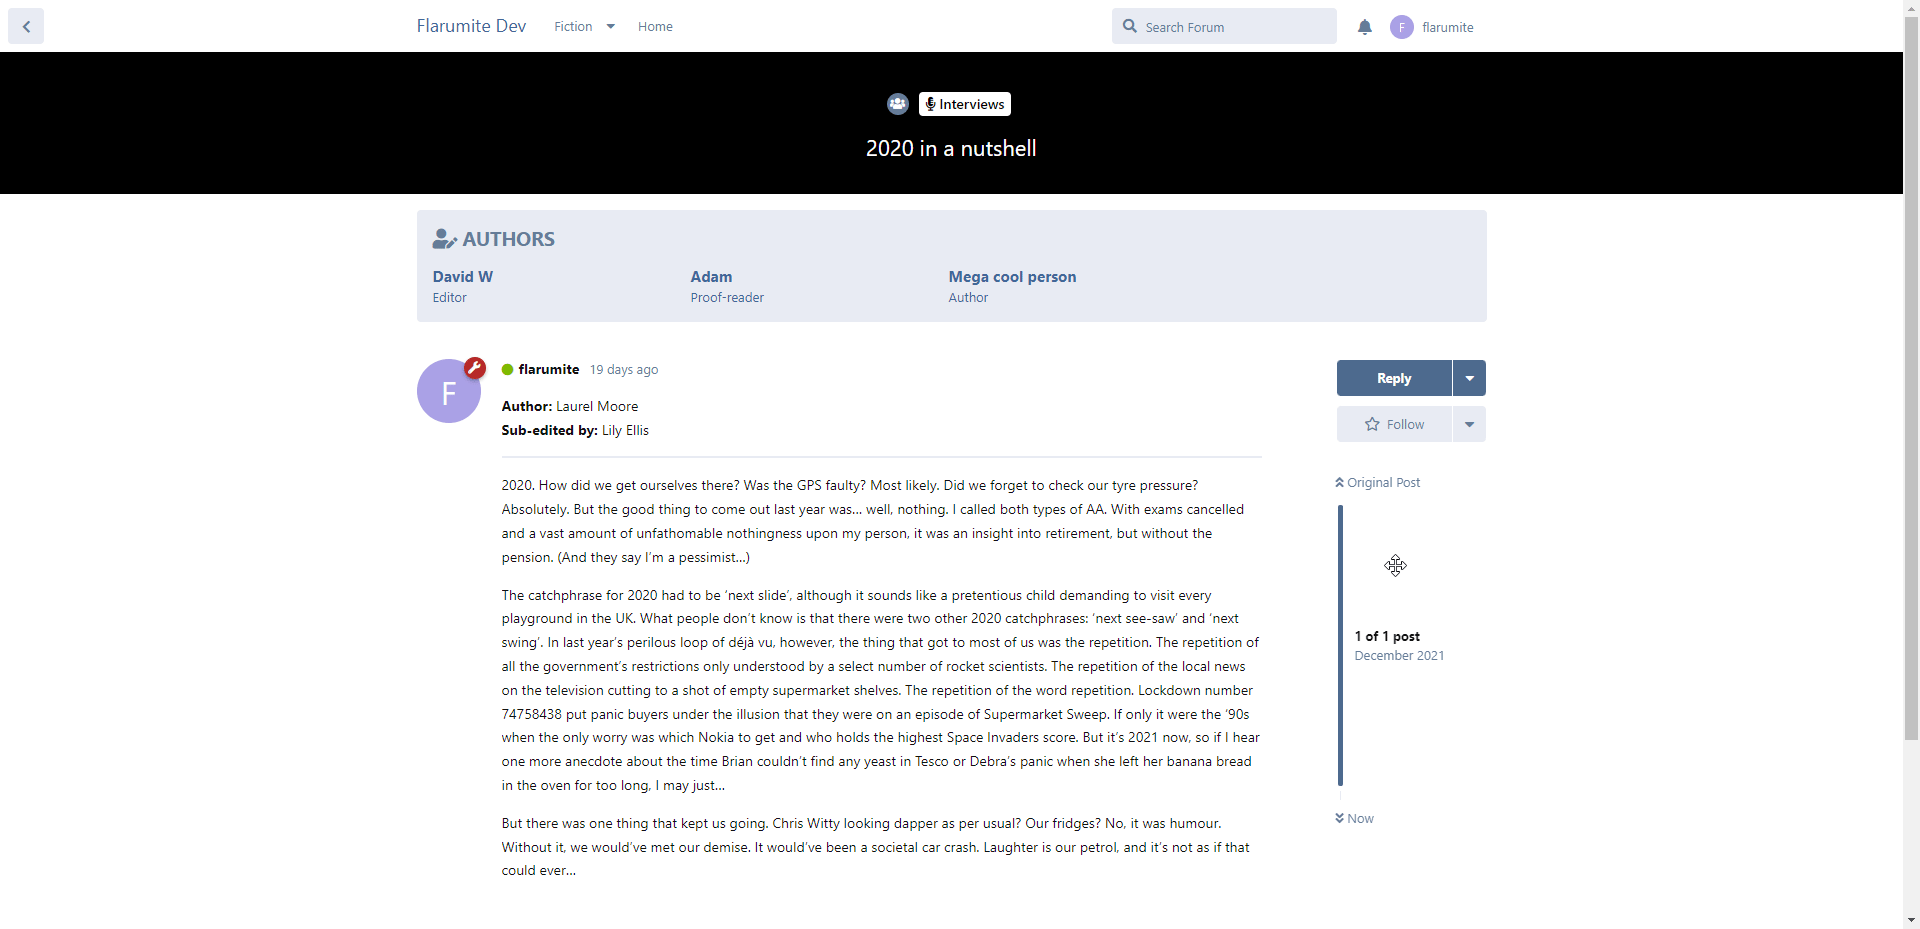 Flarumite Dev
Fiction
Home
Search Forum
F
flarumite
Interviews
2020 in a nutshell
AUTHORS
David W
Editor
Adam
Proof-reader
Mega cool person
Author
F
flarumite 19 days ago
Author: Laurel Moore
Sub-edited by: Lily Ellis
2020. How did we get ourselves there? Was the GPS faulty? Most likely. Did we forget to check our tyre pressure?
Absolutely. But the good thing to come out last year was… well, nothing. I called both types of AA. With exams cancelled
and a vast amount of unfathomable nothingness upon my person, it was an insight into retirement, but without the
pension. (And they say I’m a pessimist…)
The catchphrase for 2020 had to be ‘next slide’, although it sounds like a pretentious child demanding to visit every
playground in the UK. What people don’t know is that there were two other 2020 catchphrases: ‘next see-saw’ and ‘next
swing’. In last year’s perilous loop of déjà vu, however, the thing that got to most of us was the repetition. The repetition of
all the government’s restrictions only understood by a select number of rocket scientists. The repetition of the local news
on the television cutting to a shot of empty supermarket shelves. The repetition of the word repetition. Lockdown number
74758438 put panic buyers under the illusion that they were on an episode of Supermarket Sweep. If only it were the ‘90s
when the only worry was which Nokia to get and who holds the highest Space Invaders score. But it’s 2021 now, so if I hear
one more anecdote about the time Brian couldn’t find any yeast in Tesco or Debra’s panic when she left her banana bread
in the oven for too long, I may just…
But there was one thing that kept us going. Chris Witty looking dapper as per usual? Our fridges? No, it was humour.
Without it, we would’ve met our demise. It would’ve been a societal car crash. Laughter is our petrol, and it’s not as if that
could ever…
Reply
Follow
Original Post
1 of 1 post
December 2021
Now